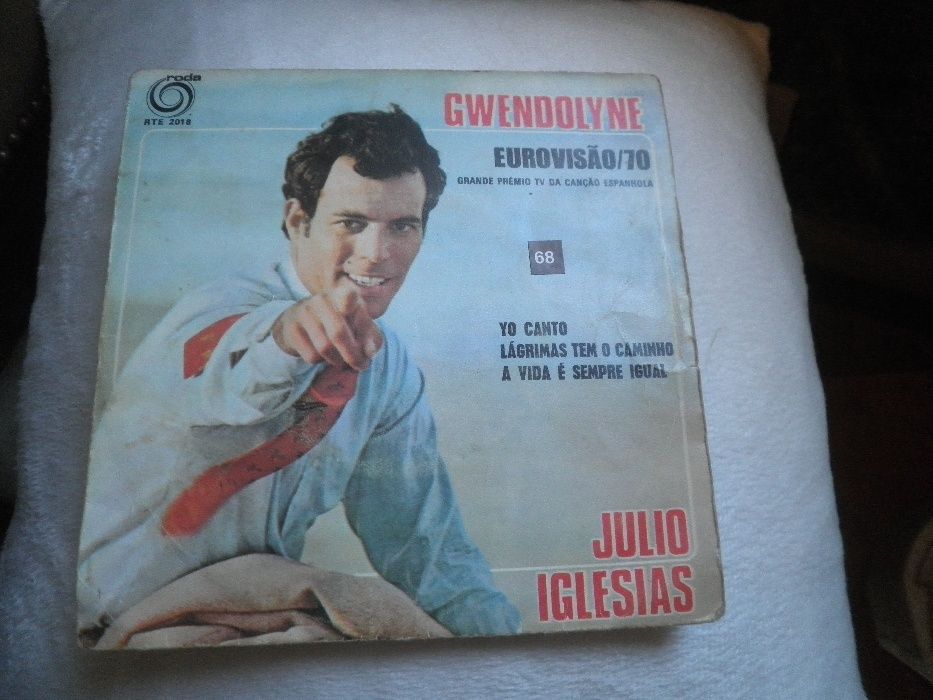 roda
RTE 2018
GWENDOLYNE
EUROVISÃO/70
GRANDE PRÉMIO TV DA CANÇÃO ESPANHOLA
68
YO CANTO
LÁGRIMAS TEM O CAMINHO
A VIDA É SEMPRE IGUAL
JULIO
IGLESIAS